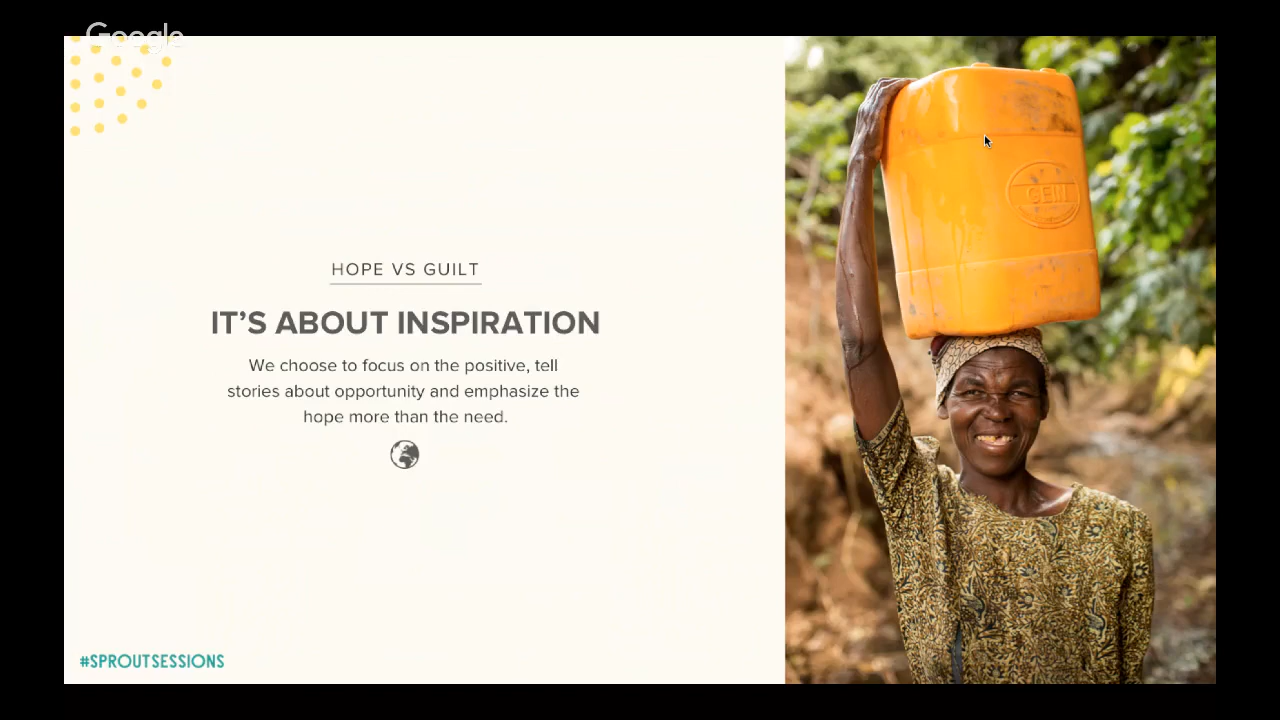 Google
HOPE VS GUILT
IT'S ABOUT INSPIRATION
We choose to focus on the positive, tell
stories about opportunity and emphasize the
hope more than the need.
#SPROUTSESSIONS